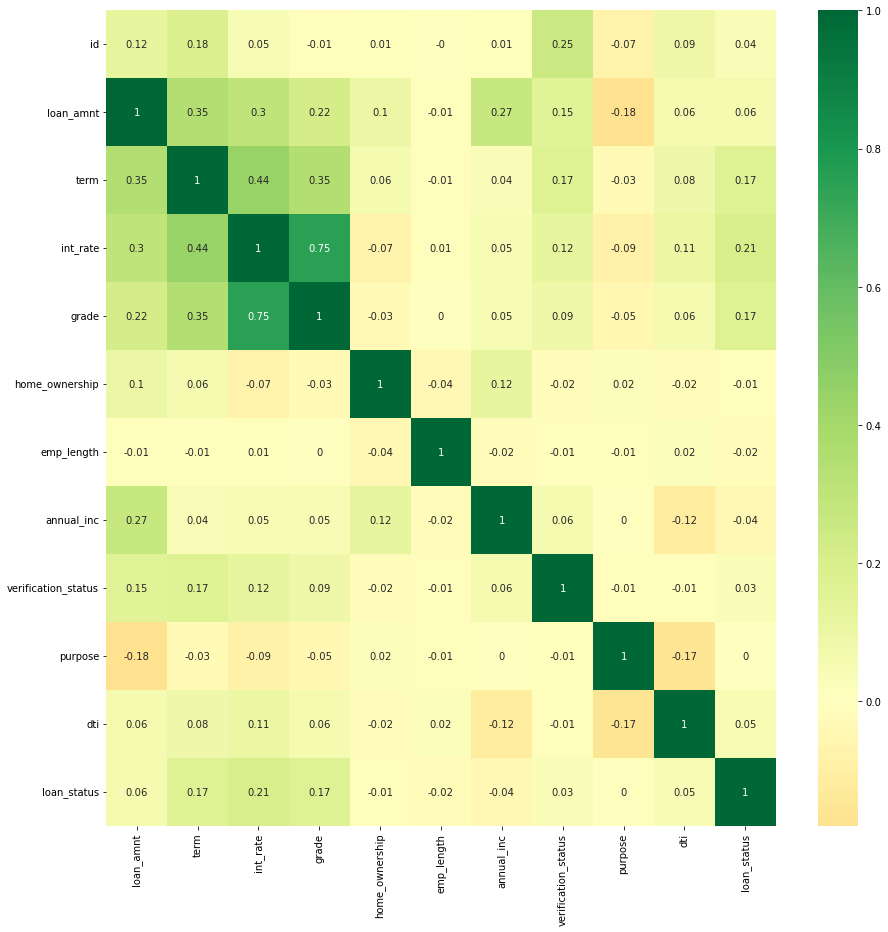 id 0.12 0.18 0.05 -0.01 0.01 -0 0.01 0.25 -0.07 0.09 0.04
loan_amnt 1 0.35 0.3 0.22 0.1 -0.01 0.27 0.15 -0.18 0.06 0.06
term 0.35 1 0.44 0.35 0.06 -0.01 0.04 0.17 -0.03 0.08 0.17
int_rate 0.3 0.44 1 0.75 -0.07 0.01 0.05 0.12 -0.09 0.11 0.21
grade 0.22 0.35 0.75 1 -0.03 0 0.05 0.09 -0.05 0.06 0.17
home_ownership 0.1 0.06 -0.07 -0.03 1 -0.04 0.12 -0.02 0.02 -0.02 -0.01
emp_length -0.01 -0.01 0.01 0 -0.04 1 -0.02 -0.01 -0.01 0.02 -0.02
annual_inc 0.27 0.04 0.05 0.05 0.12 -0.02 1 0.06 0 -0.12 -0.04
verification_status 0.15 0.17 0.12 0.09 -0.02 -0.01 0.06 1 -0.01 -0.01 0.03
purpose -0.18 -0.03 -0.09 -0.05 0.02 -0.01 0 -0.01 1 -0.17 0
dti 0.06 0.08 0.11 0.06 -0.02 0.02 -0.12 -0.01 -0.17 1 0.05
loan_status 0.06 0.17 0.21 0.17 -0.01 -0.02 -0.04 0.03 0 0.05 1
loan_amnt
term
int_rate
grade
home_ownership
emp_length
annual_inc
verification_status
purpose
dti
loan_status
1.0
0.8
0.6
0.4
0.2
0.0